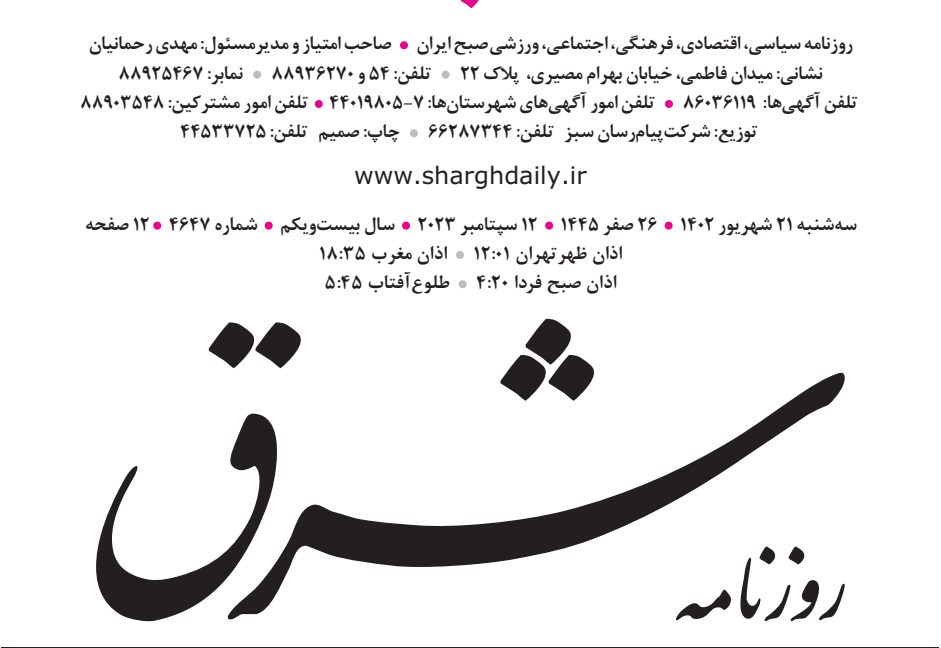 روزنامه سیاسی، اقتصادی، فرهنگی، اجتماعی، ورزشی صبح ایران ● صاحب امتیاز و مدیرمسئول: مهدی رحمانیان
نشانی: میدان فاطمی، خیابان بهرام مصیری، پلاک ۲۲ ● تلفن: ۵۴ و ۸۸۹۳۶۲۷۰ ● نمابر: ۸۸۹۲۵۴۶۷
تلفن آگهی‌ها: ۸۶۰۳۶۱۱۹ ● تلفن امور آگهی‌های شهرستان‌ها: ۷-۴۴۰۱۹۸۰۵ ● تلفن امور مشترکین: ۸۸۹۰۳۵۴۸
توزیع: شرکت پیام‌رسان سبز تلفن: ۶۶۲۸۷۳۴۴ ● چاپ: صمیم تلفن: ۴۴۵۳۳۷۲۵
www.sharghdaily.ir
سه‌شنبه ۲۱ شهریور ۱۴۰۲ ● ۲۶ صفر ۱۴۴۵ ● ۱۲ سپتامبر ۲۰۲۳ ● سال بیست‌ویکم ● شماره ۴۶۴۷ ● ۱۲ صفحه
اذان ظهر تهران ۱۲:۰۱ ● اذان مغرب ۱۸:۳۵
اذان صبح فردا ۴:۲۰ ● طلوع آفتاب ۵:۴۵
روزنامه شرق